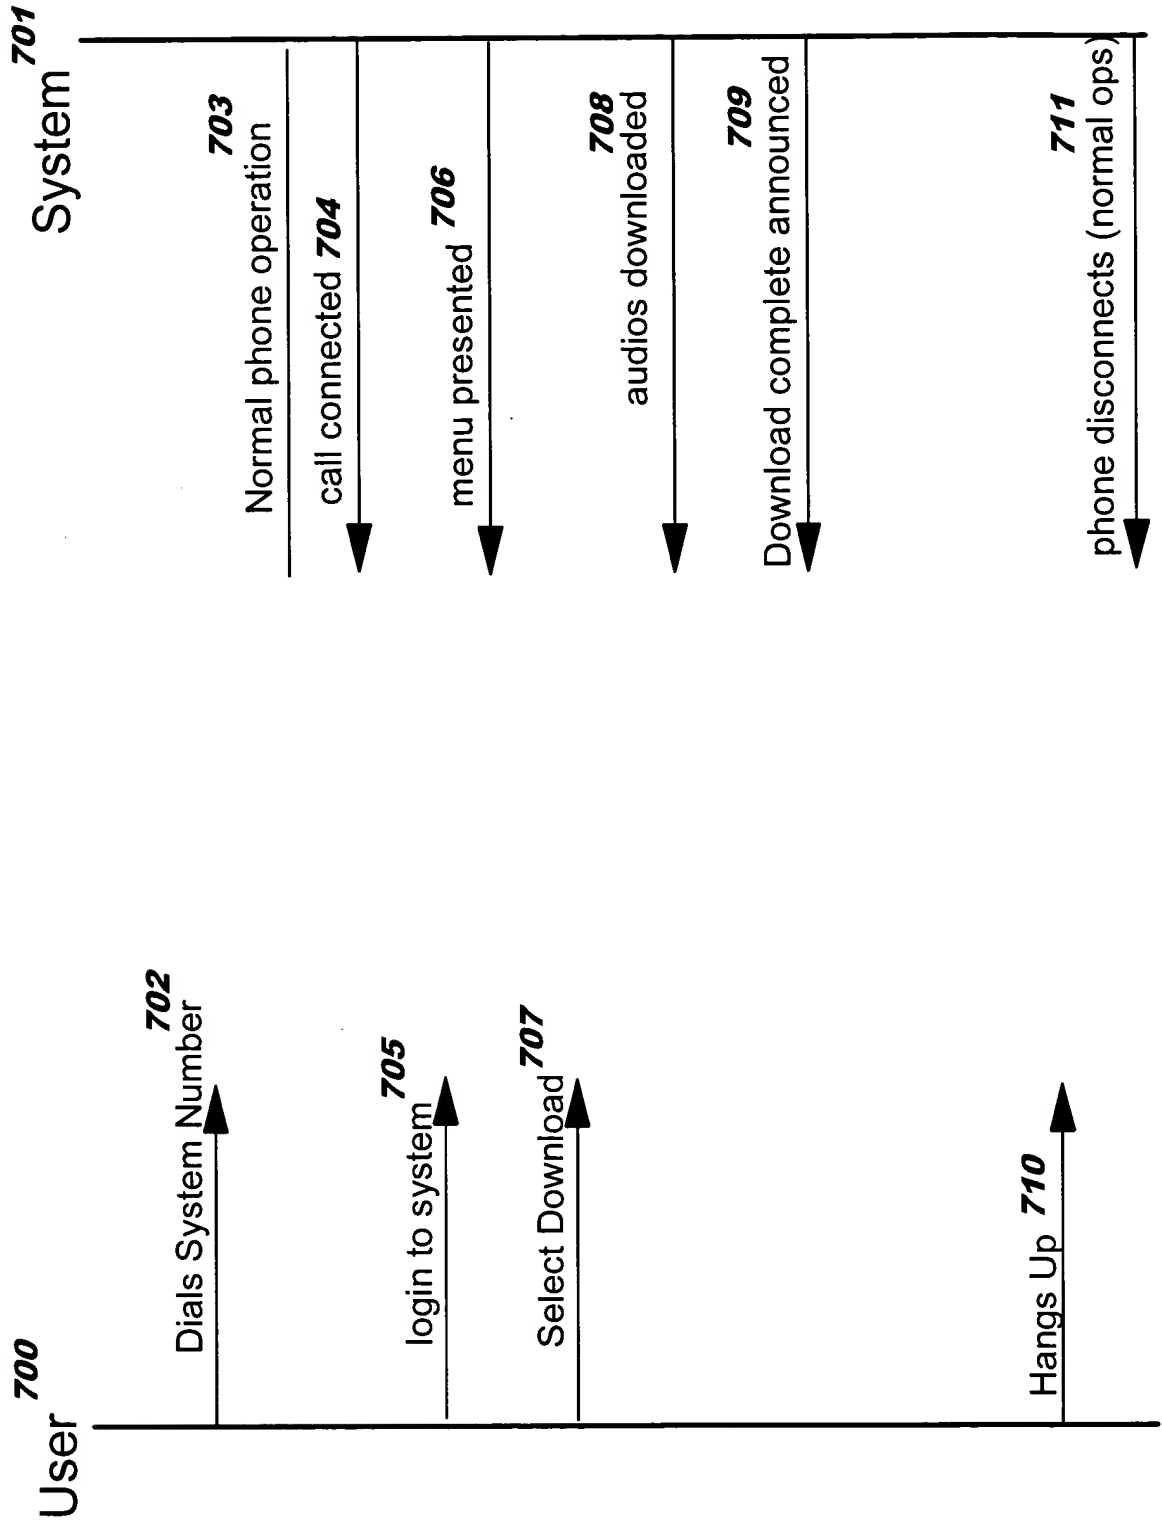 User 700
System 701
Dials System Number 702
Normal phone operation 703
call connected 704
login to system 705
menu presented 706
Select Download 707
audios downloaded 708
Download complete announced 709
Hangs Up 710
phone disconnects (normal ops) 711